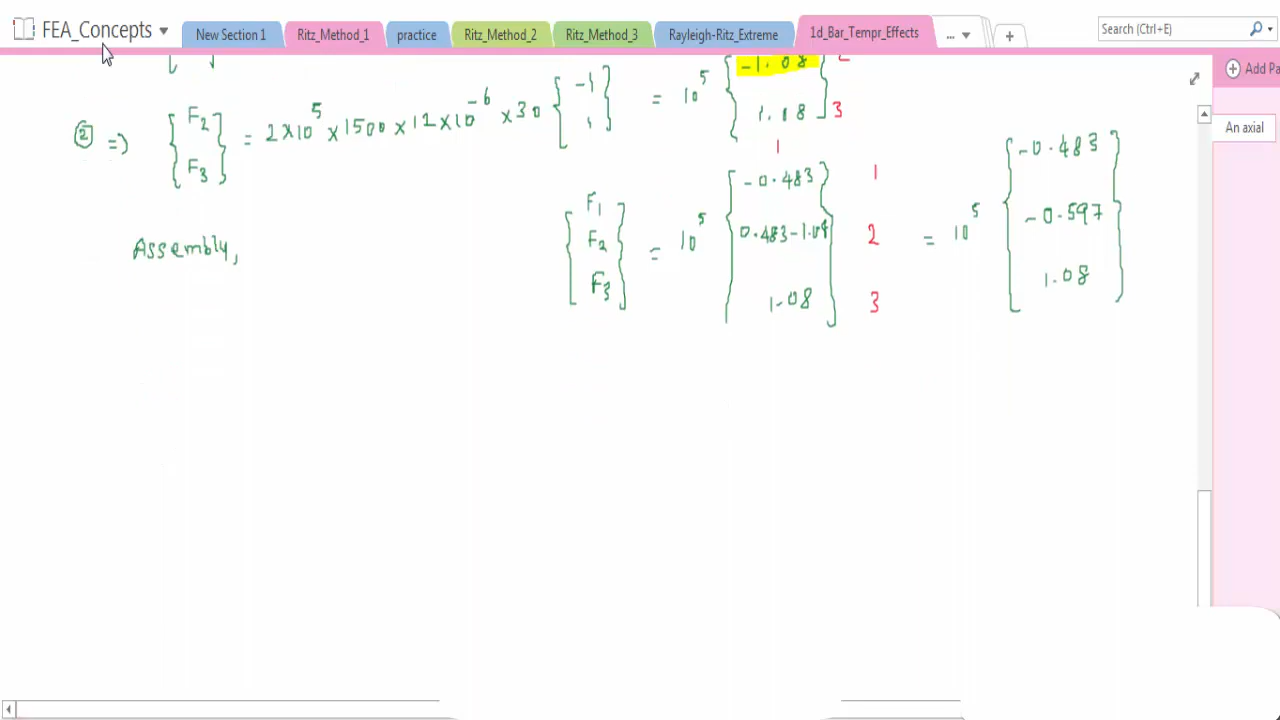 FEA_Concepts
New Section 1
Ritz_Method_1
practice
Ritz_Method_2
Ritz_Method_3
Rayleigh-Ritz_Extreme
1d_Bar_Tempr_Effects
...
+
Search (Ctrl+E)
Add Pa
An axial
② => { F2 F3 } = 2×10^5 × 1500 × 12×10^-6 × 30 { -1 1 } = 10^5 { -1.08 1.08 } 2 3
1
Assembly, { F1 F2 F3 } = 10^5 { -0.483 0.483-1.08 1.08 } 1 2 3 = 10^5 { -0.483 -0.597 1.08 }